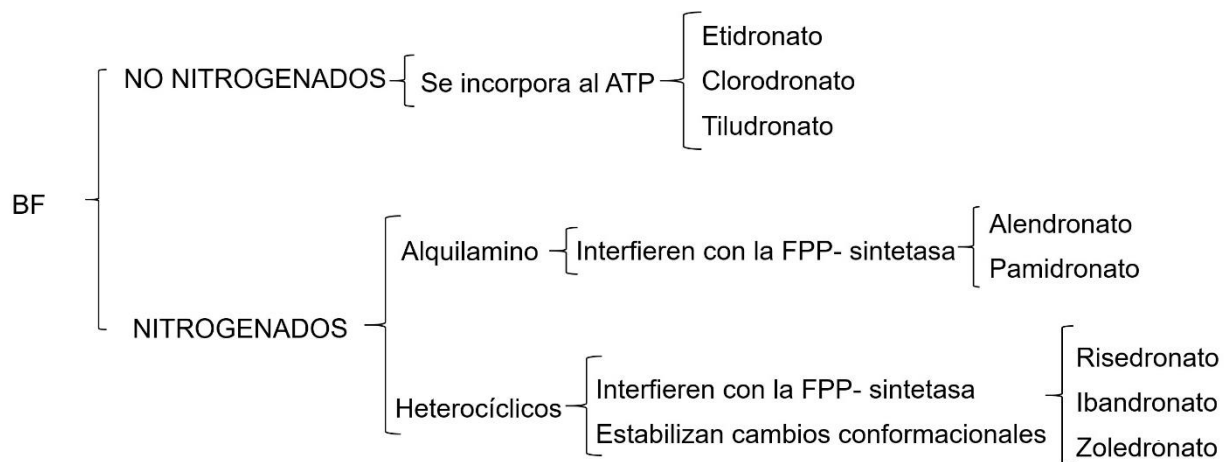 BF
NO NITROGENADOS
Se incorpora al ATP
Etidronato
Clorodronato
Tiludronato
NITROGENADOS
Alquilamino
Interfieren con la FPP- sintetasa
Alendronato
Pamidronato
Heterocíclicos
Interfieren con la FPP- sintetasa
Estabilizan cambios conformacionales
Risedronato
Ibandronato
Zoledronato